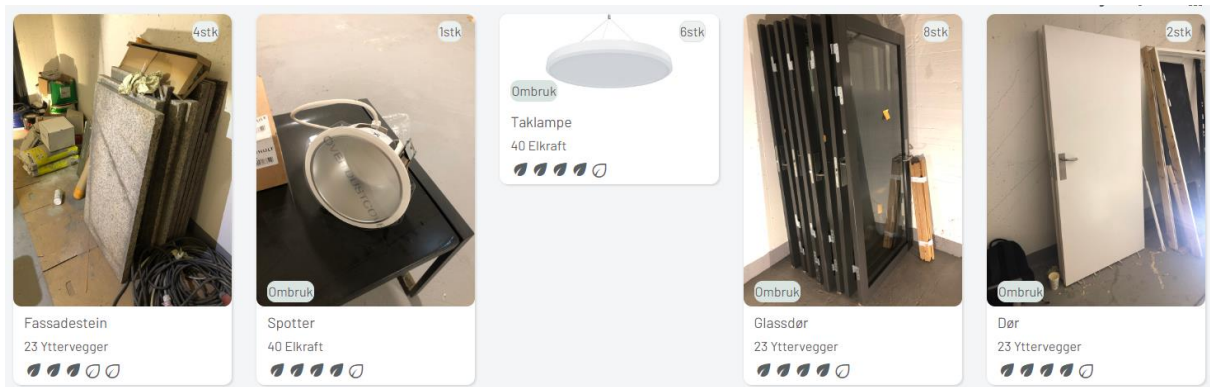 4stk
Fassadestein
23 Yttervegger
1stk
Ombruk
Spotter
40 Elkraft
6stk
Ombruk
Taklampe
40 Elkraft
8stk
Ombruk
Glassdør
23 Yttervegger
2stk
Ombruk
Dør
23 Yttervegger